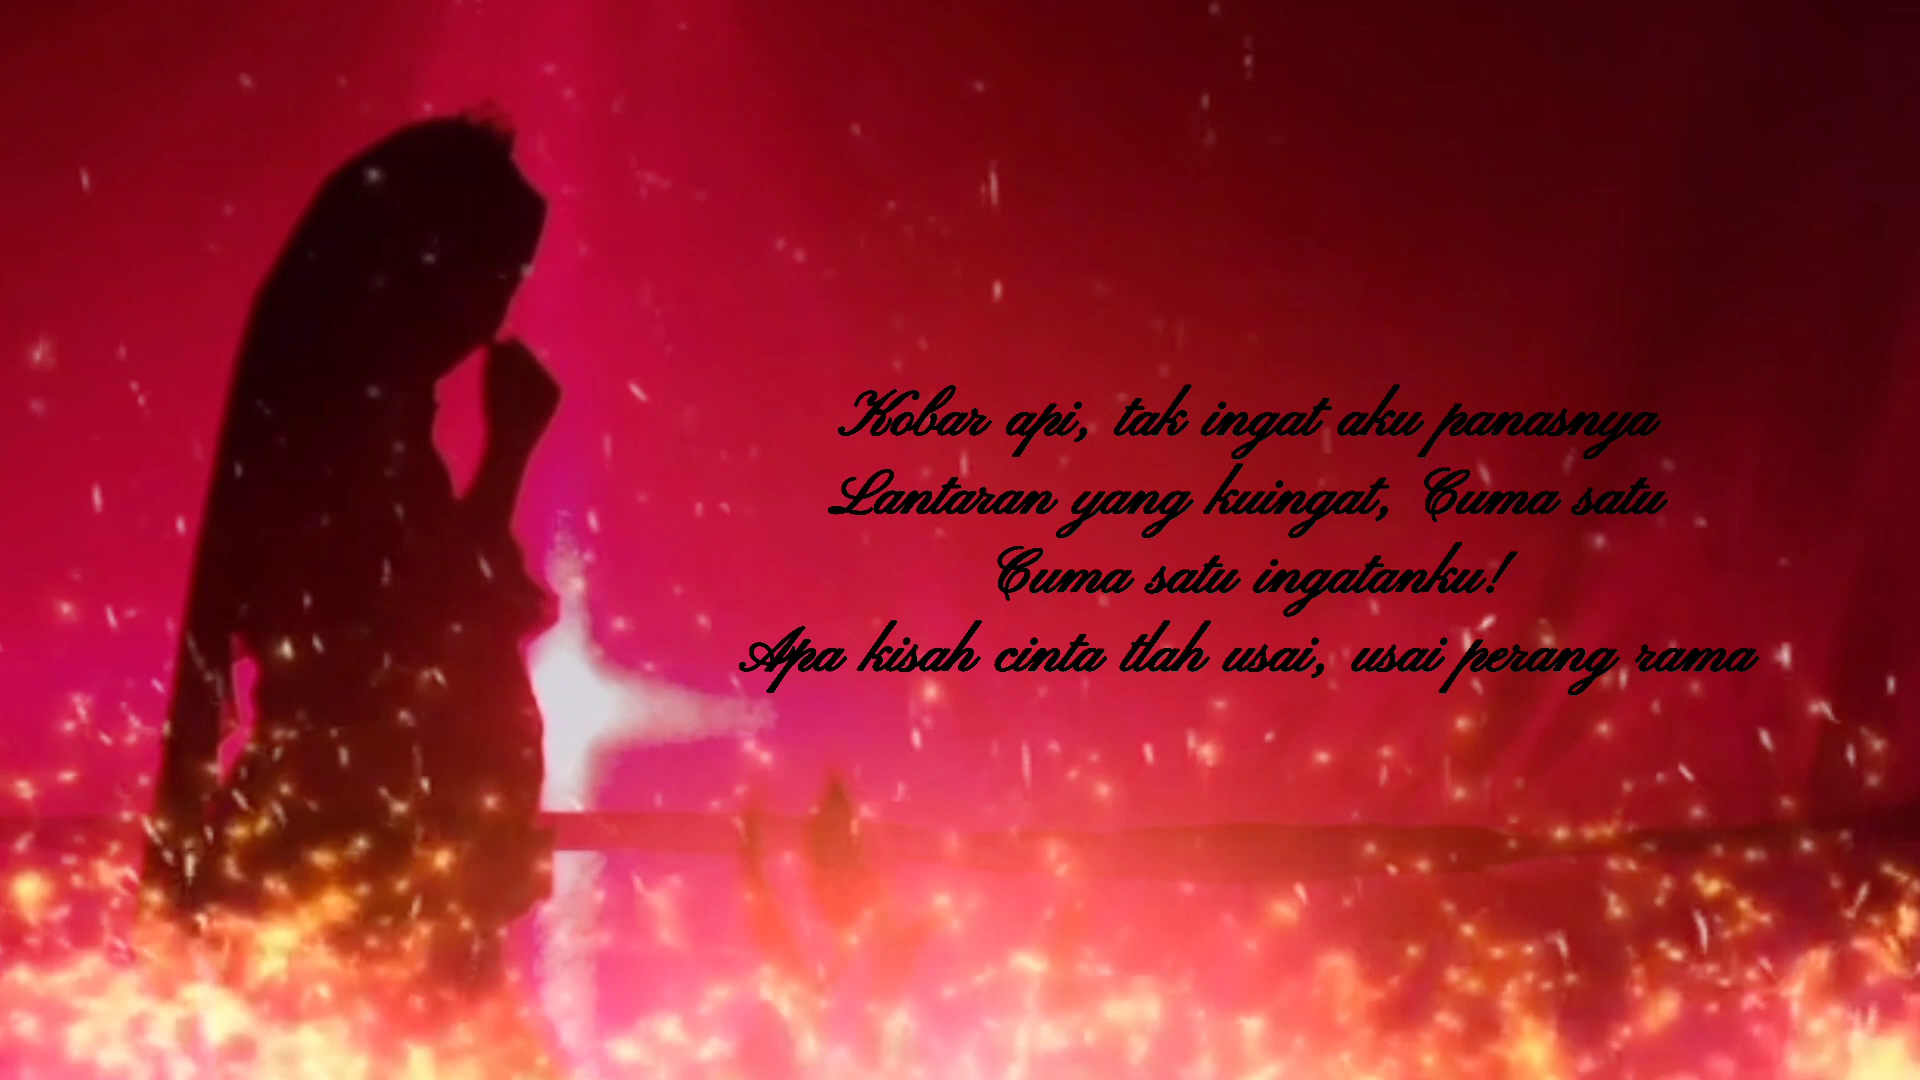 Kobar api, tak ingat aku panasnya
Lantaran yang kuingat, Cuma satu
Cuma satu ingatanku!
Apa kisah cinta tlah usai, usai perang rama